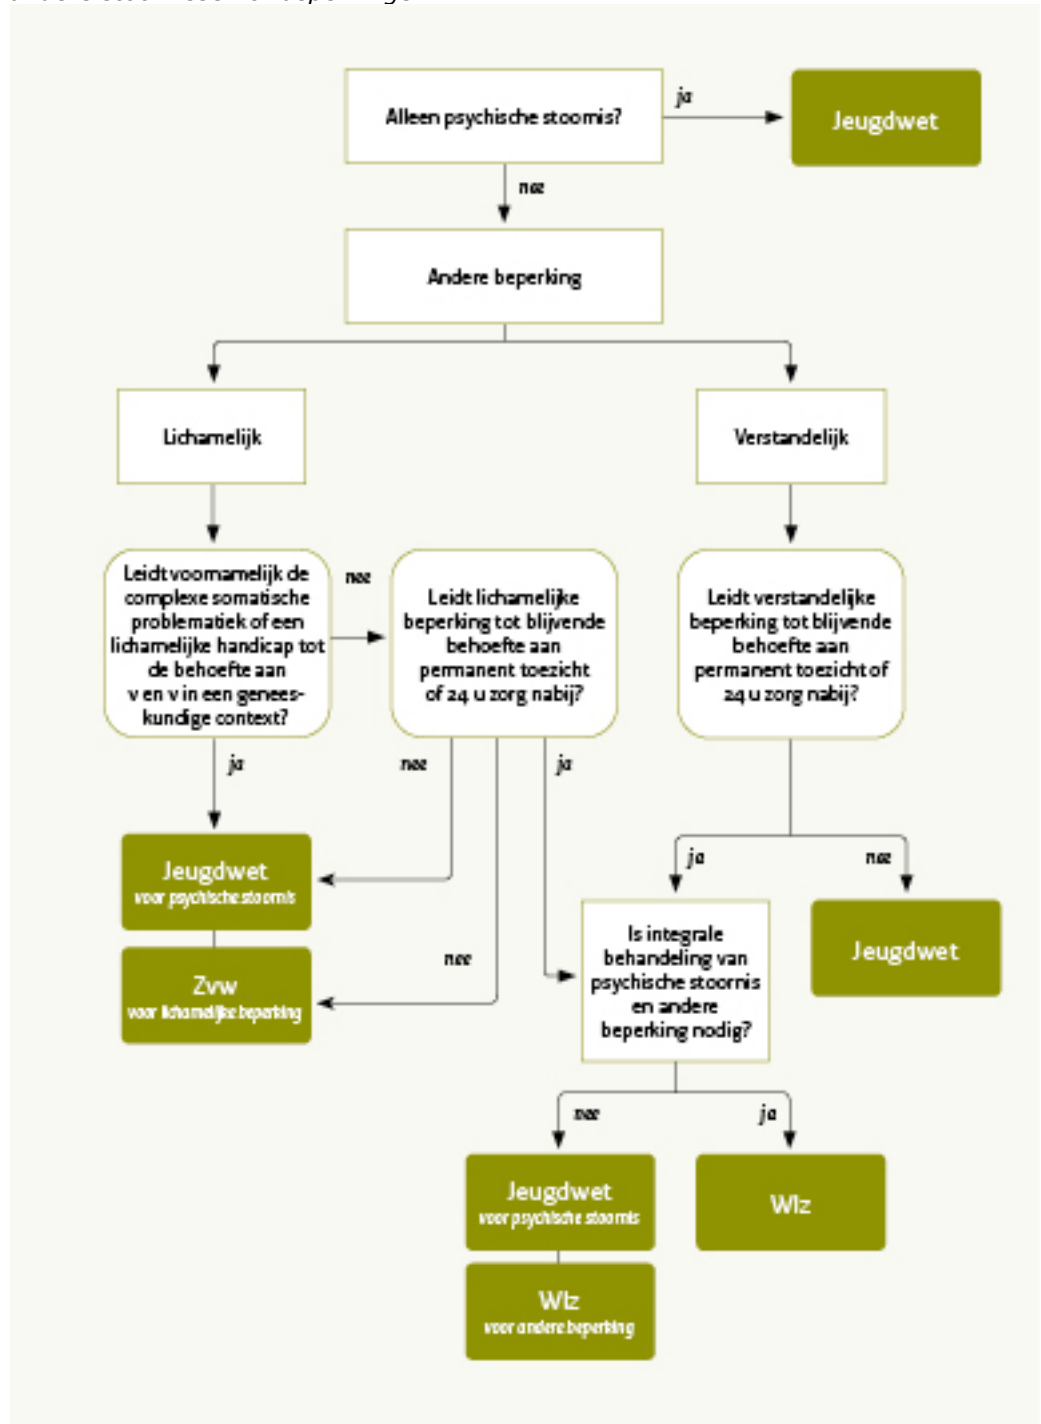 Alleen psychische stoornis?
ja
Jeugdwet
nee
Andere beperking
Lichamelijk
Verstandelijk
Leidt voornamelijk de
complexe somatische
problematiek of een
lichamelijke handicap tot
de behoefte aan
v en v in een genees-
kundige context?
nee
Leidt lichamelijke
beperking tot blijvende
behoefte aan
permanent toezicht
of 24 u zorg nabij?
Leidt verstandelijke
beperking tot blijvende
behoefte aan
permanent toezicht of
24 u zorg nabij?
ja
nee
ja
Jeugdwet
voor psychische stoornis
ja
nee
Jeugdwet
nee
Zvw
voor lichamelijke beperking
Is integrale
behandeling van
psychische stoornis
en andere
beperking nodig?
nee
ja
Jeugdwet
voor psychische stoornis
Wlz
Wlz
voor andere beperking